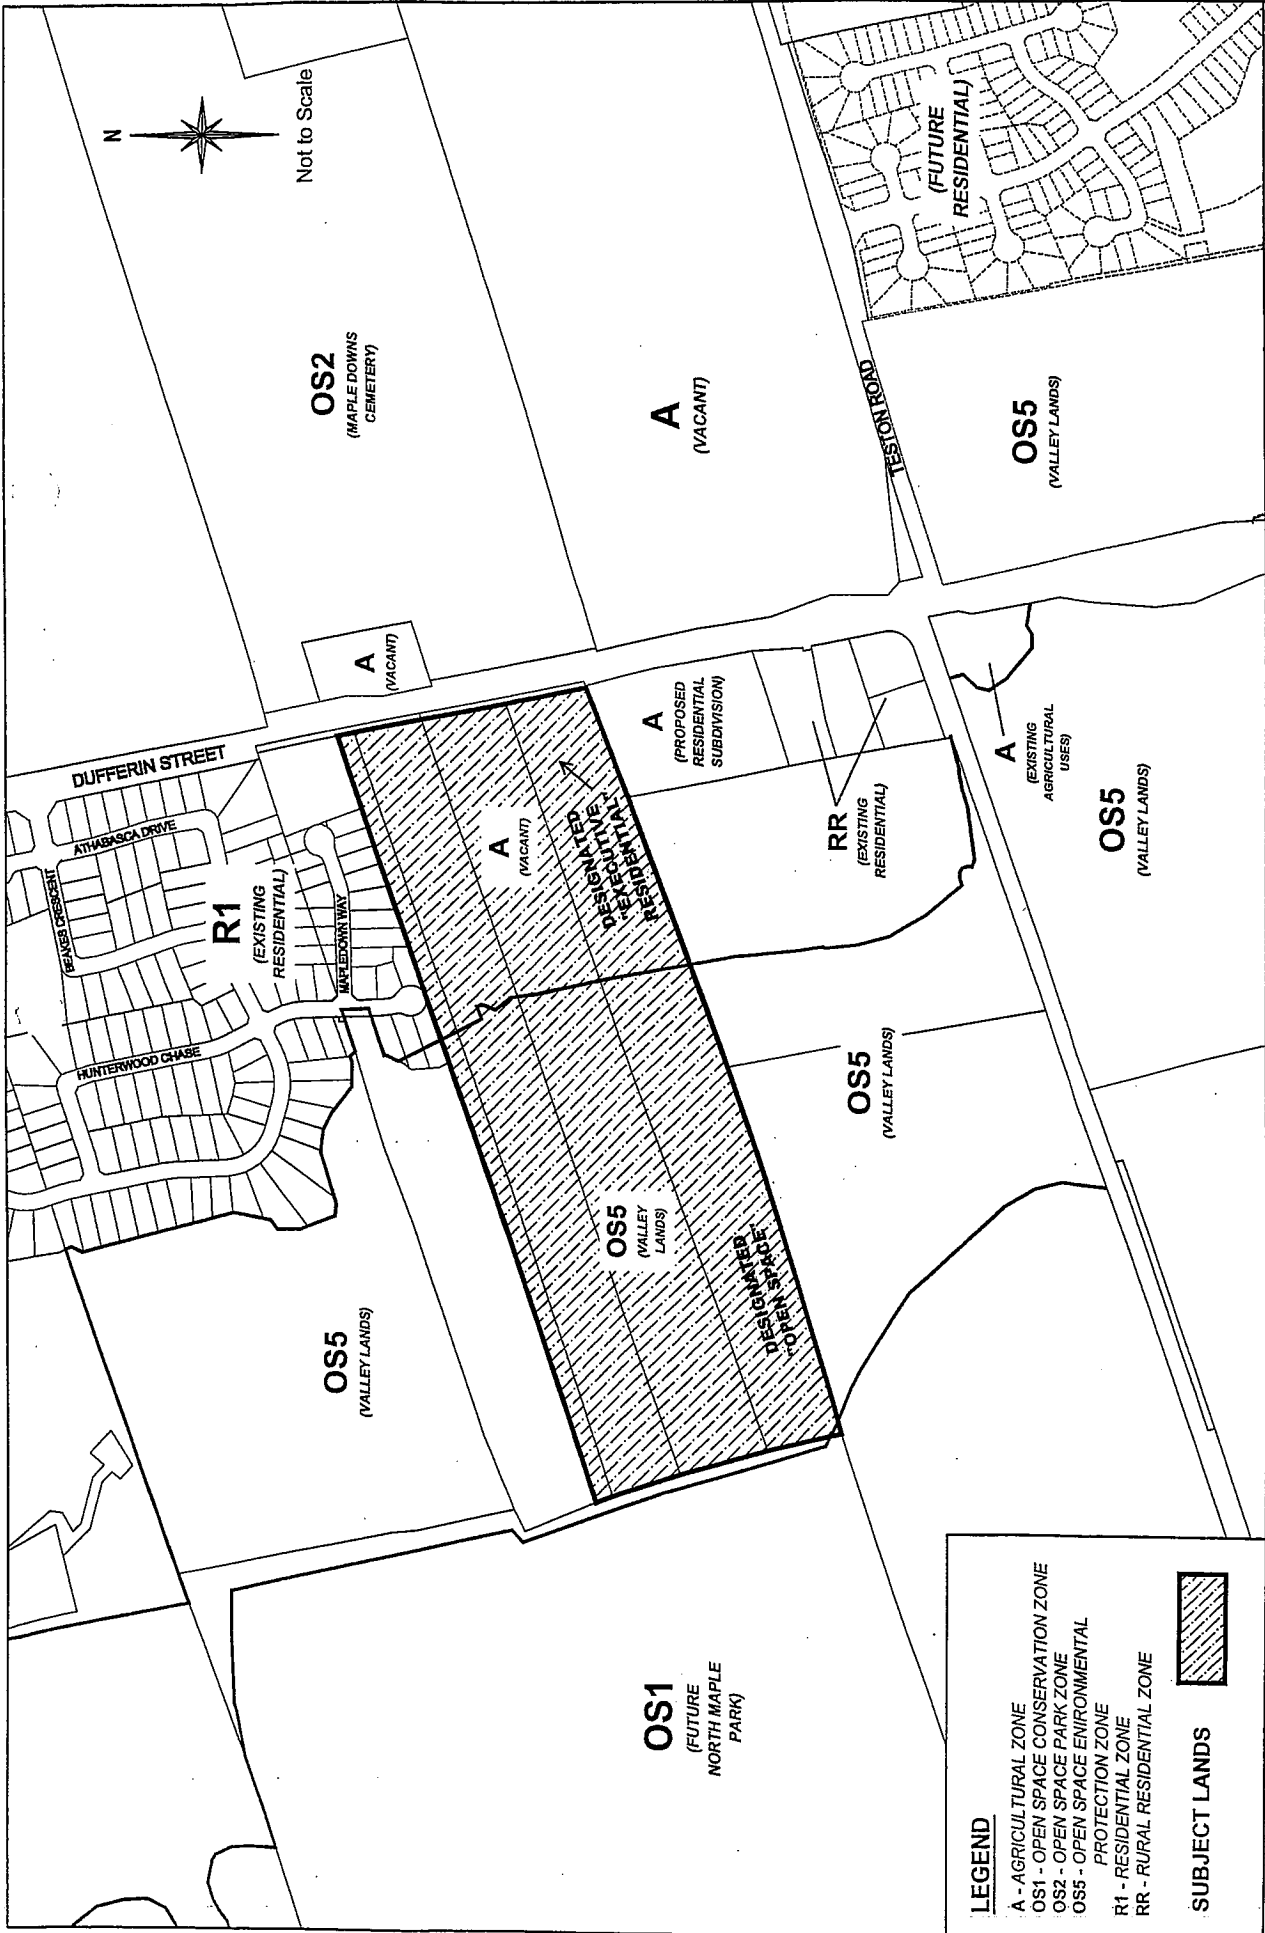 N
Not to Scale
OS2
(MAPLE DOWNS
CEMETERY)
A
(VACANT)
TESTON ROAD
(FUTURE
RESIDENTIAL)
OS5
(VALLEY LANDS)
DUFFERIN STREET
A
(VACANT)
ATHABASCA DRIVE
BEAKES CRESCENT
R1
(EXISTING
RESIDENTIAL)
MAPLEDOWN WAY
HUNTERWOOD CHASE
A
(VACANT)
DESIGNATED
"EXECUTIVE
RESIDENTIAL"
A
(PROPOSED
RESIDENTIAL
SUBDIVISION)
RR
(EXISTING
RESIDENTIAL)
A
(EXISTING
AGRICULTURAL
USES)
OS5
(VALLEY LANDS)
OS5
(VALLEY LANDS)
OS5
(VALLEY
LANDS)
DESIGNATED
"OPEN SPACE"
OS5
(VALLEY LANDS)
OS1
(FUTURE
NORTH MAPLE
PARK)
LEGEND
A - AGRICULTURAL ZONE
OS1 - OPEN SPACE CONSERVATION ZONE
OS2 - OPEN SPACE PARK ZONE
OS5 - OPEN SPACE ENIRONMENTAL
PROTECTION ZONE
R1 - RESIDENTIAL ZONE
RR - RURAL RESIDENTIAL ZONE
SUBJECT LANDS